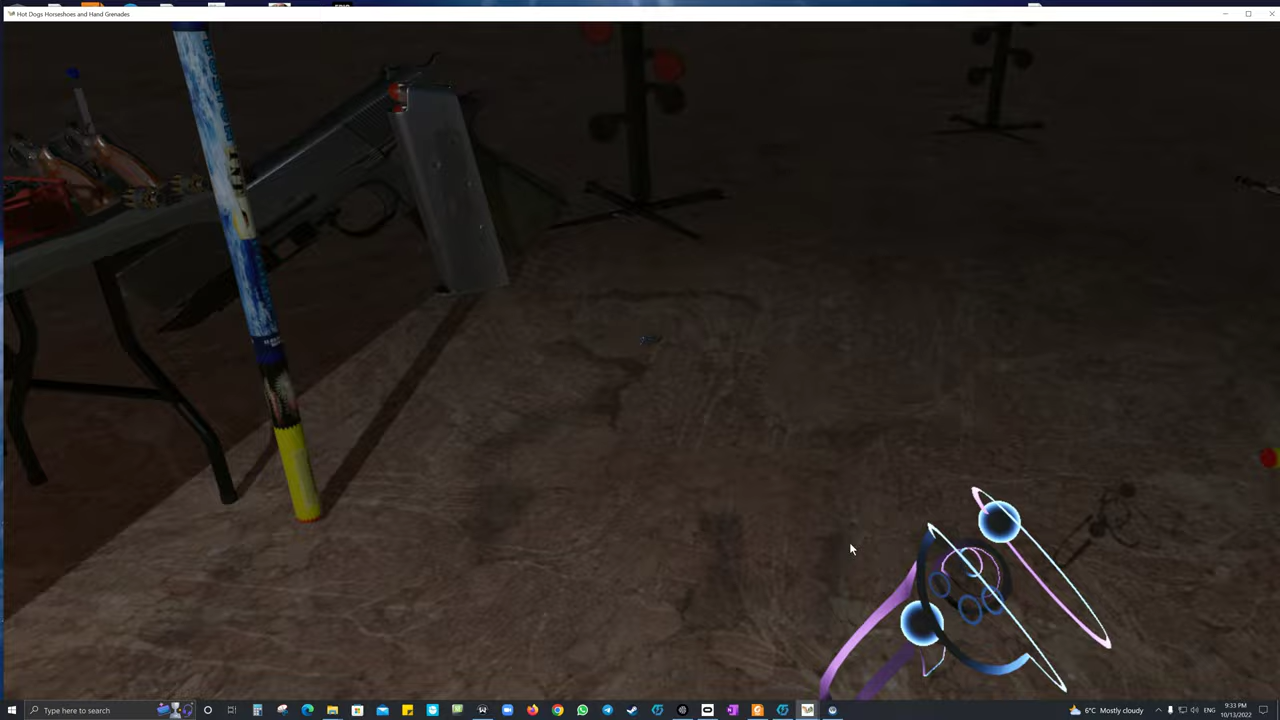 EPIC
Hot Dogs Horseshoes and Hand Grenades
Type here to search
6°C Mostly cloudy
ENG
9:33 PM
10/13/2022